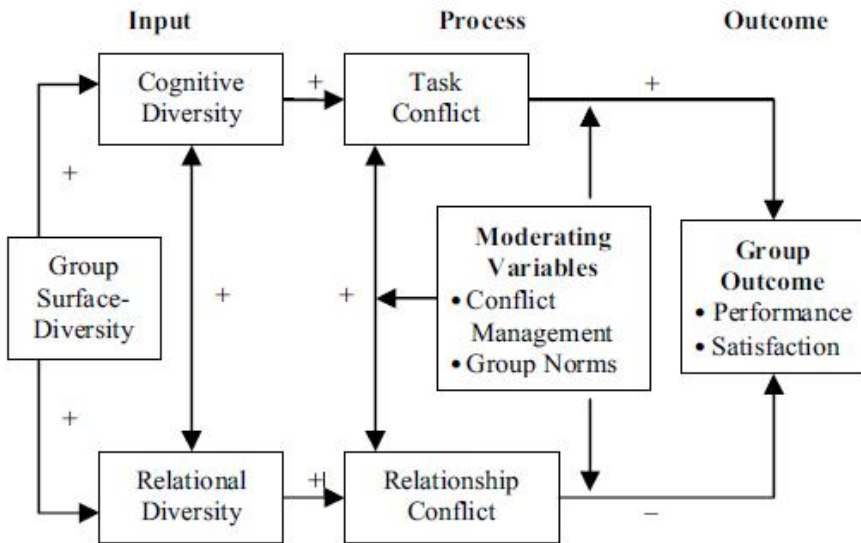 Input Process Outcome
Cognitive
Diversity
+
Task
Conflict
+
+
Group
Surface-
Diversity
+
+
Moderating
Variables
• Conflict
Management
• Group Norms
Group
Outcome
• Performance
• Satisfaction
+
Relational
Diversity
+
Relationship
Conflict
–